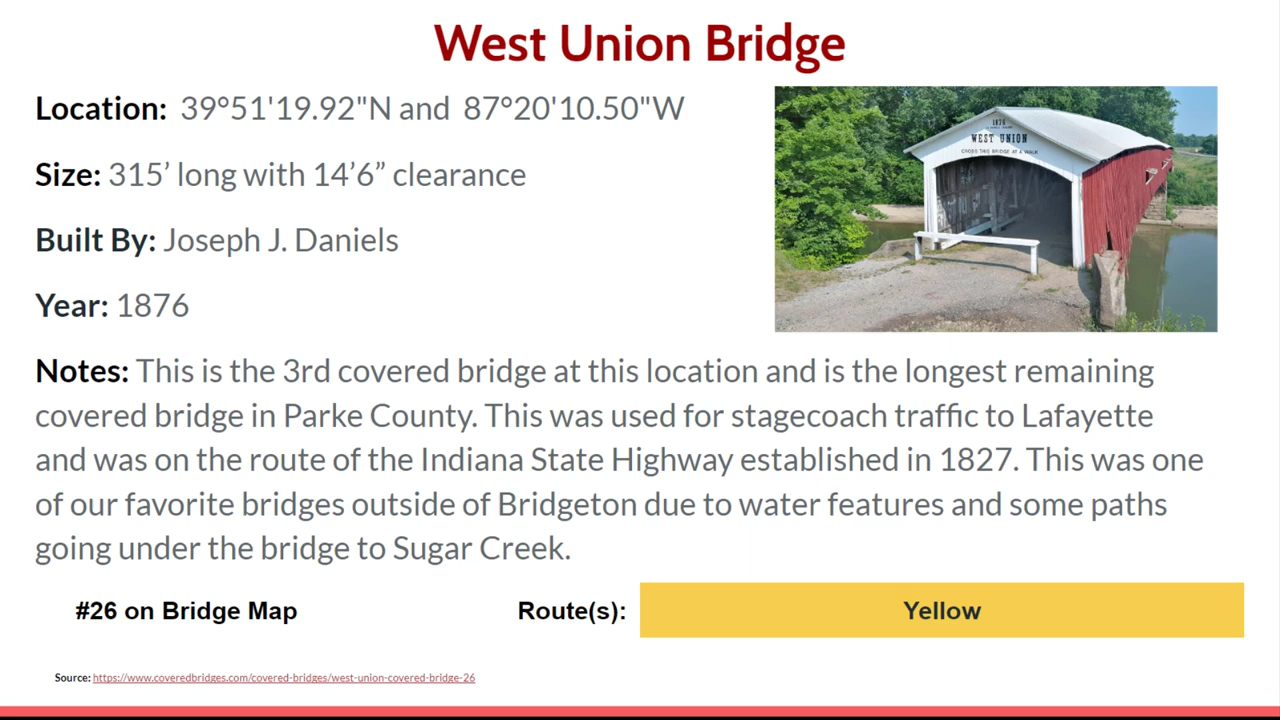 West Union Bridge
Location: 39°51'19.92"N and 87°20'10.50"W
Size: 315’ long with 14’6” clearance
Built By: Joseph J. Daniels
Year: 1876
1876
WEST UNION
CROSS THIS BRIDGE AT A WALK
Notes: This is the 3rd covered bridge at this location and is the longest remaining
covered bridge in Parke County. This was used for stagecoach traffic to Lafayette
and was on the route of the Indiana State Highway established in 1827. This was one
of our favorite bridges outside of Bridgeton due to water features and some paths
going under the bridge to Sugar Creek.
#26 on Bridge Map
Route(s):
Yellow
Source: https://www.coveredbridges.com/covered-bridges/west-union-covered-bridge-26